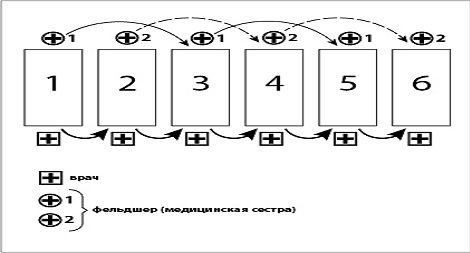 1 2 1 2 1 2
1 2 3 4 5 6
врач
1
фельдшер (медицинская сестра)
2